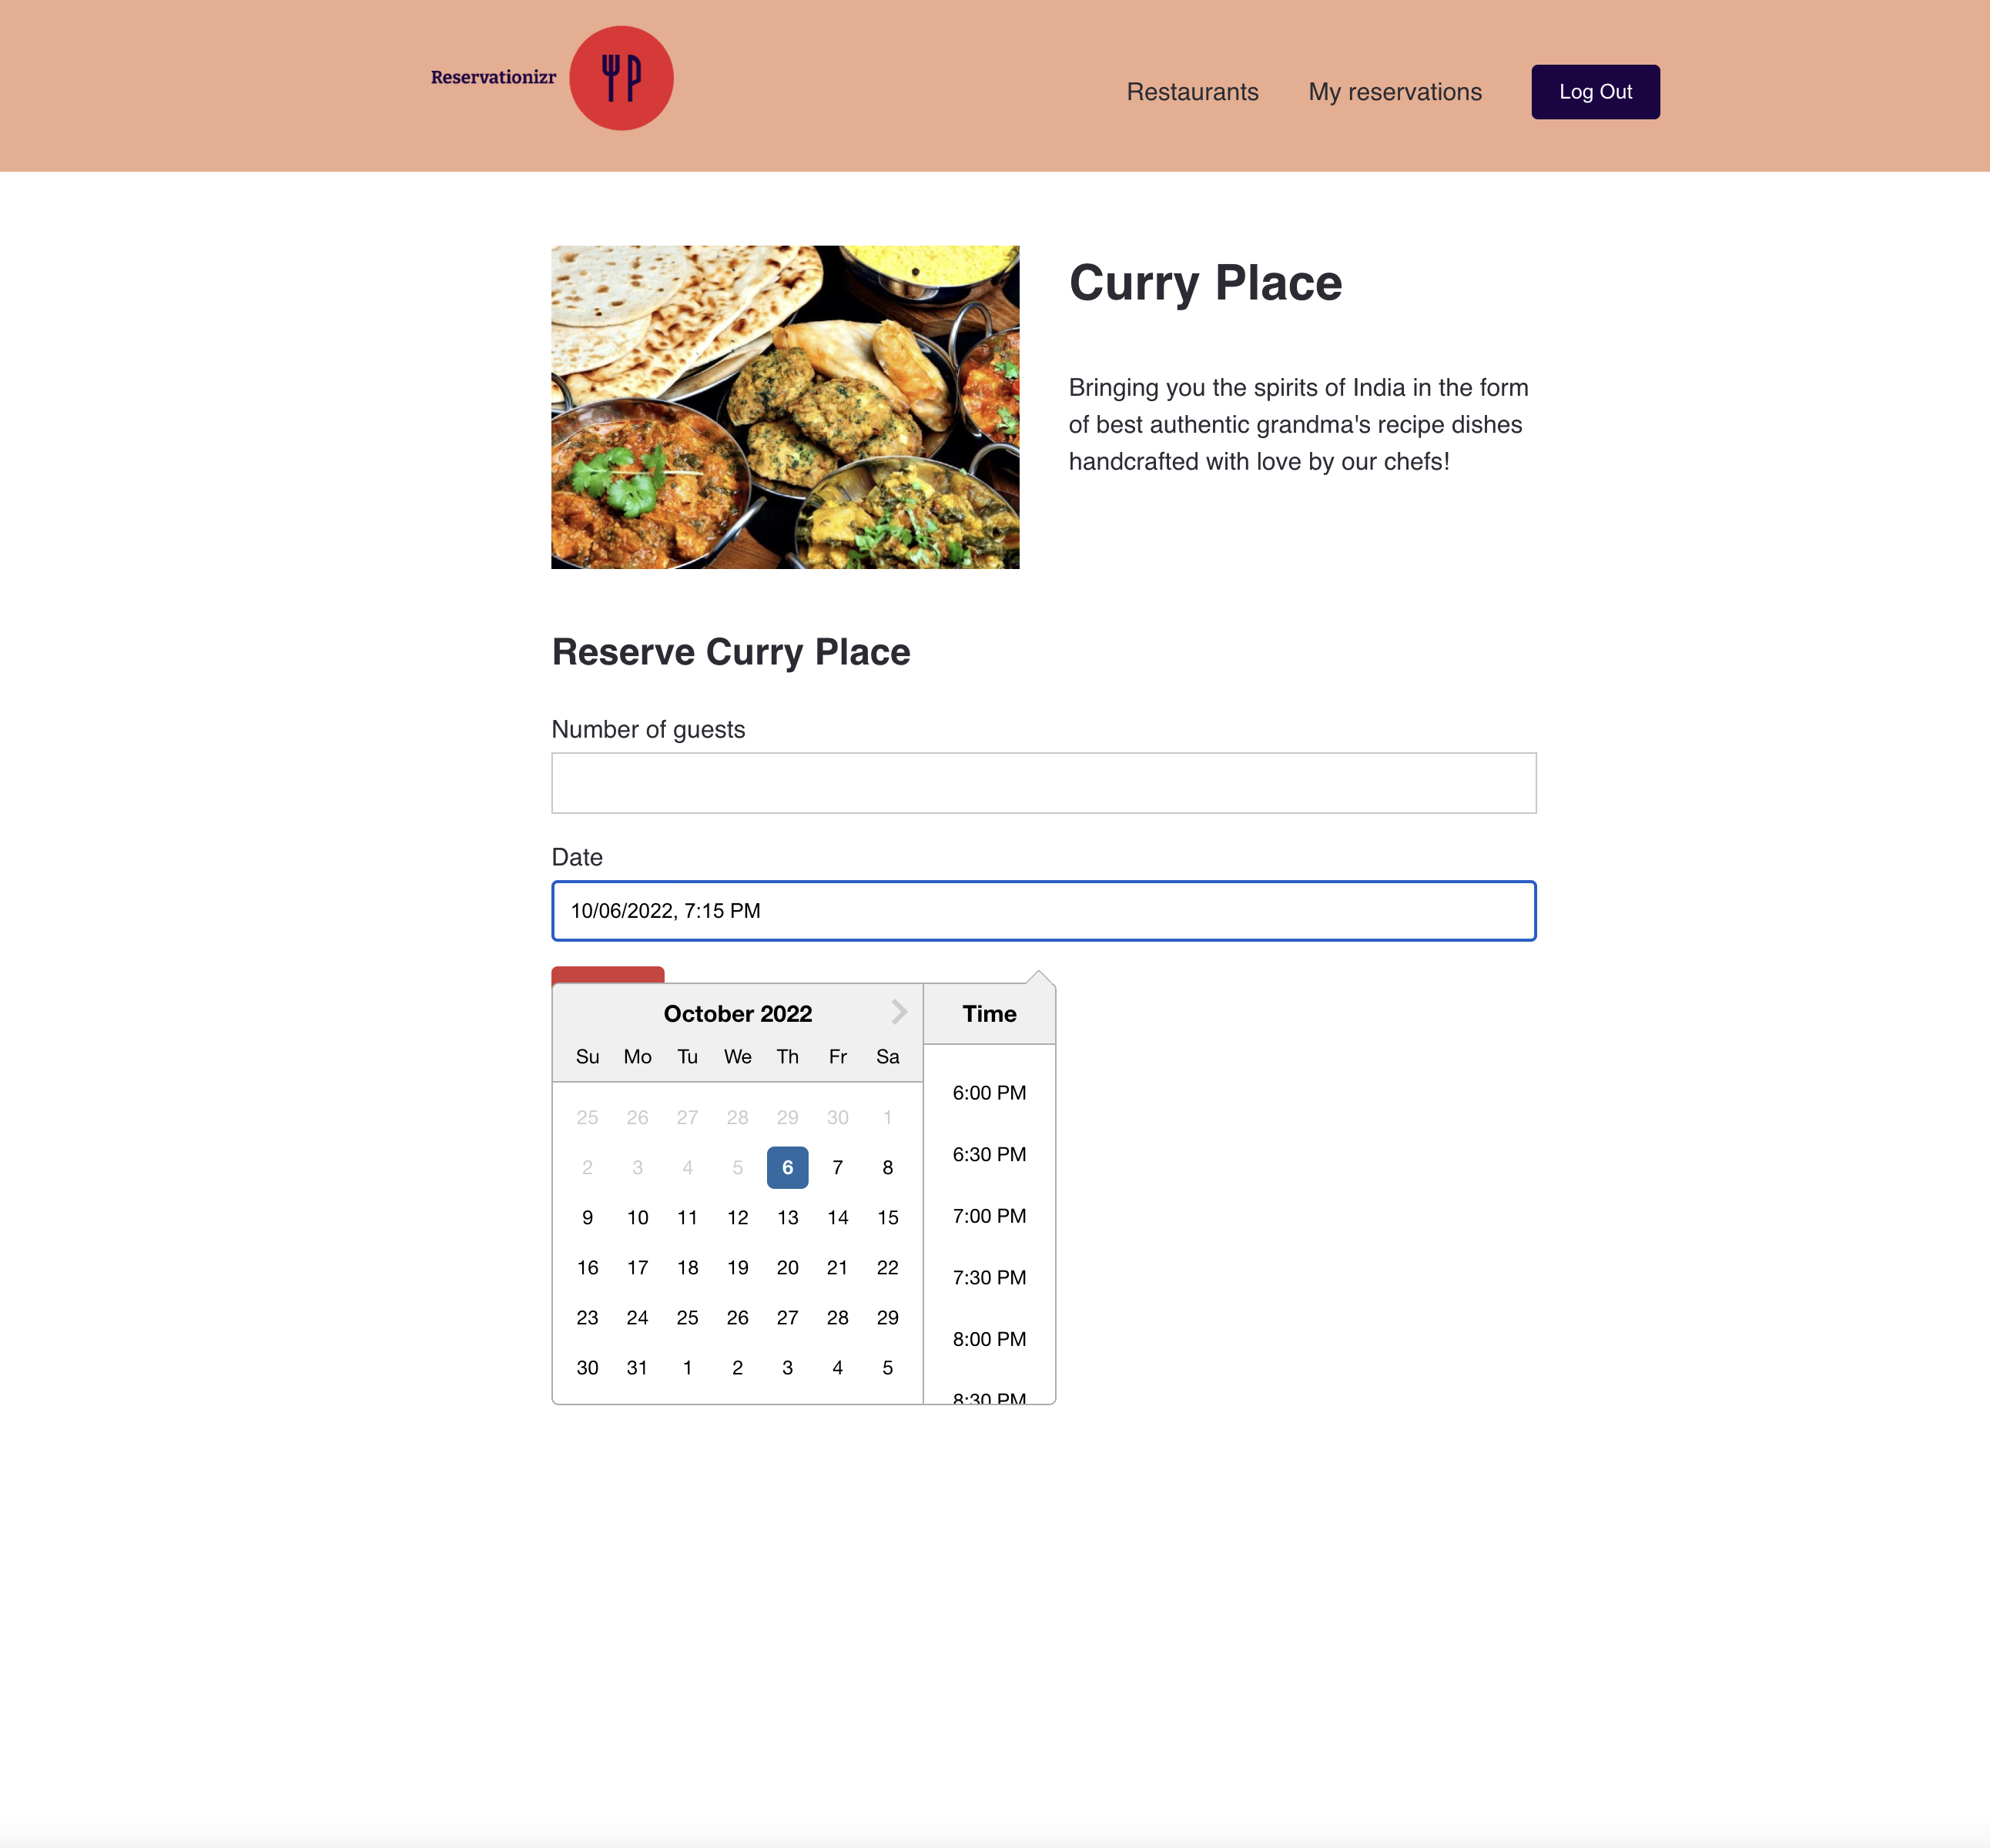 Reservationizr
Restaurants
My reservations
Log Out
Curry Place
Bringing you the spirits of India in the form
of best authentic grandma's recipe dishes
handcrafted with love by our chefs!
Reserve Curry Place
Number of guests
Date
10/06/2022, 7:15 PM
October 2022
Su Mo Tu We Th Fr Sa
25 26 27 28 29 30 1
2 3 4 5 6 7 8
9 10 11 12 13 14 15
16 17 18 19 20 21 22
23 24 25 26 27 28 29
30 31 1 2 3 4 5
Time
6:00 PM
6:30 PM
7:00 PM
7:30 PM
8:00 PM
8:30 PM